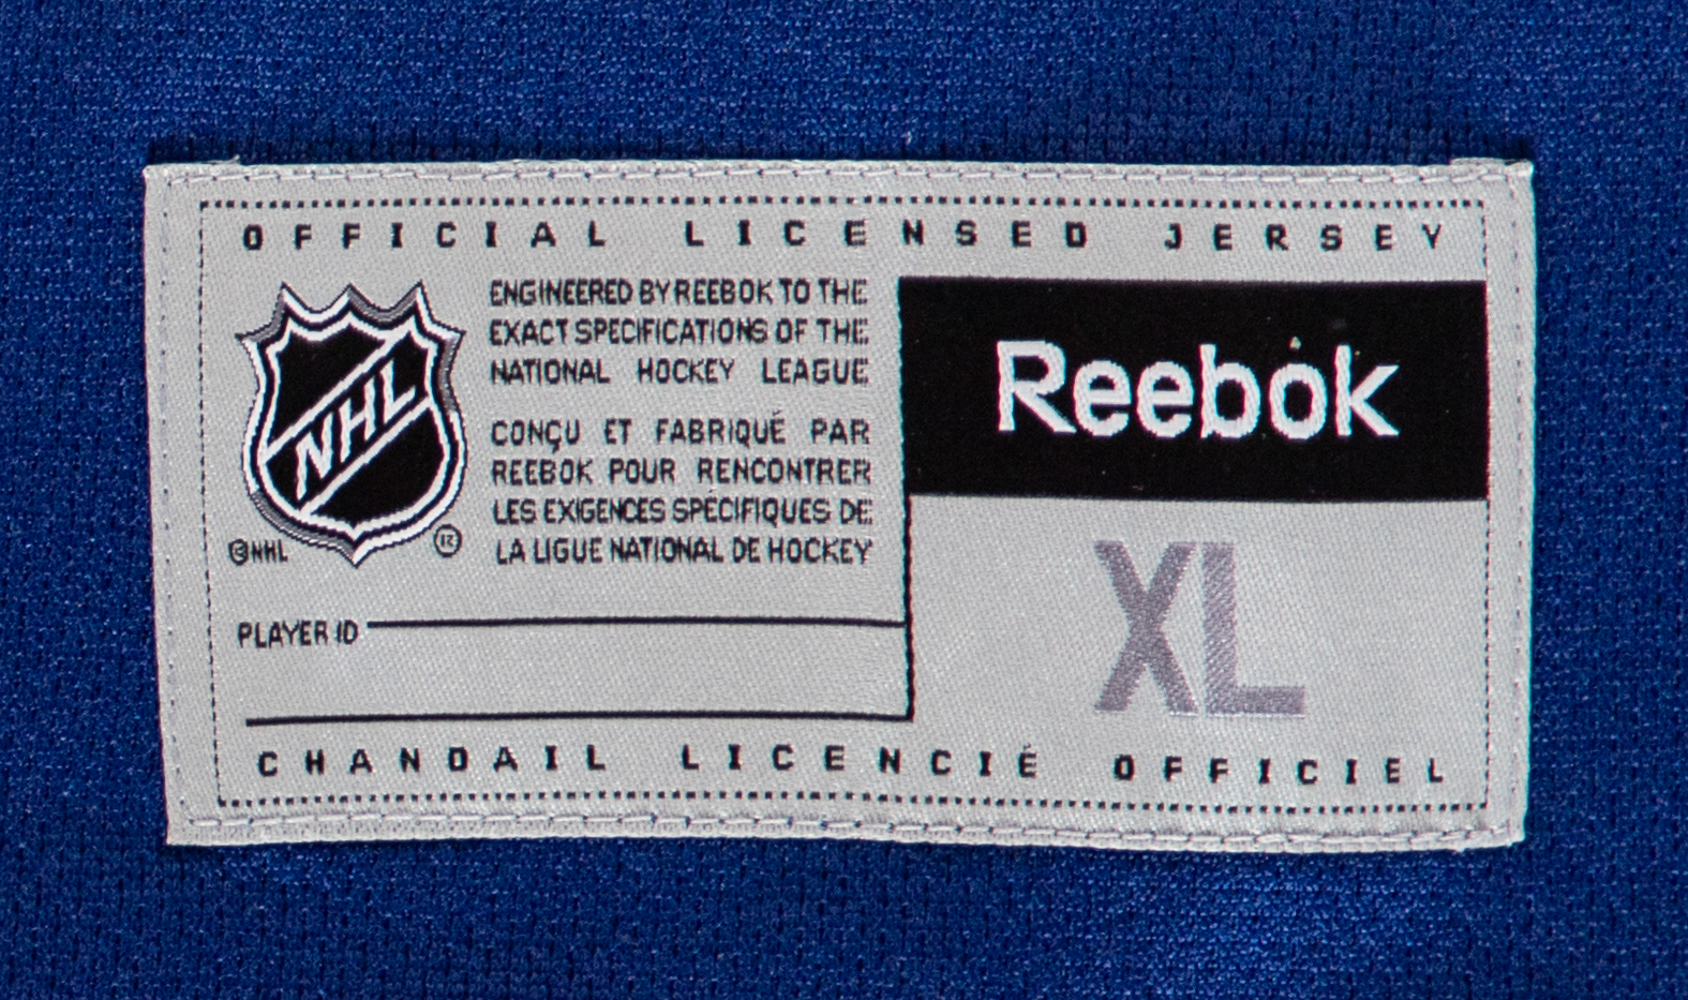 OFFICIAL LICENSED JERSEY
NHL
©NHL
®
ENGINEERED BY REEBOK TO THE
EXACT SPECIFICATIONS OF THE
NATIONAL HOCKEY LEAGUE
CONÇU ET FABRIQUÉ PAR
REEBOK POUR RENCONTRER
LES EXIGENCES SPÉCIFIQUES DE
LA LIGUE NATIONAL DE HOCKEY
Reebok
XL
PLAYER ID
CHANDAIL LICENCIÉ OFFICIEL